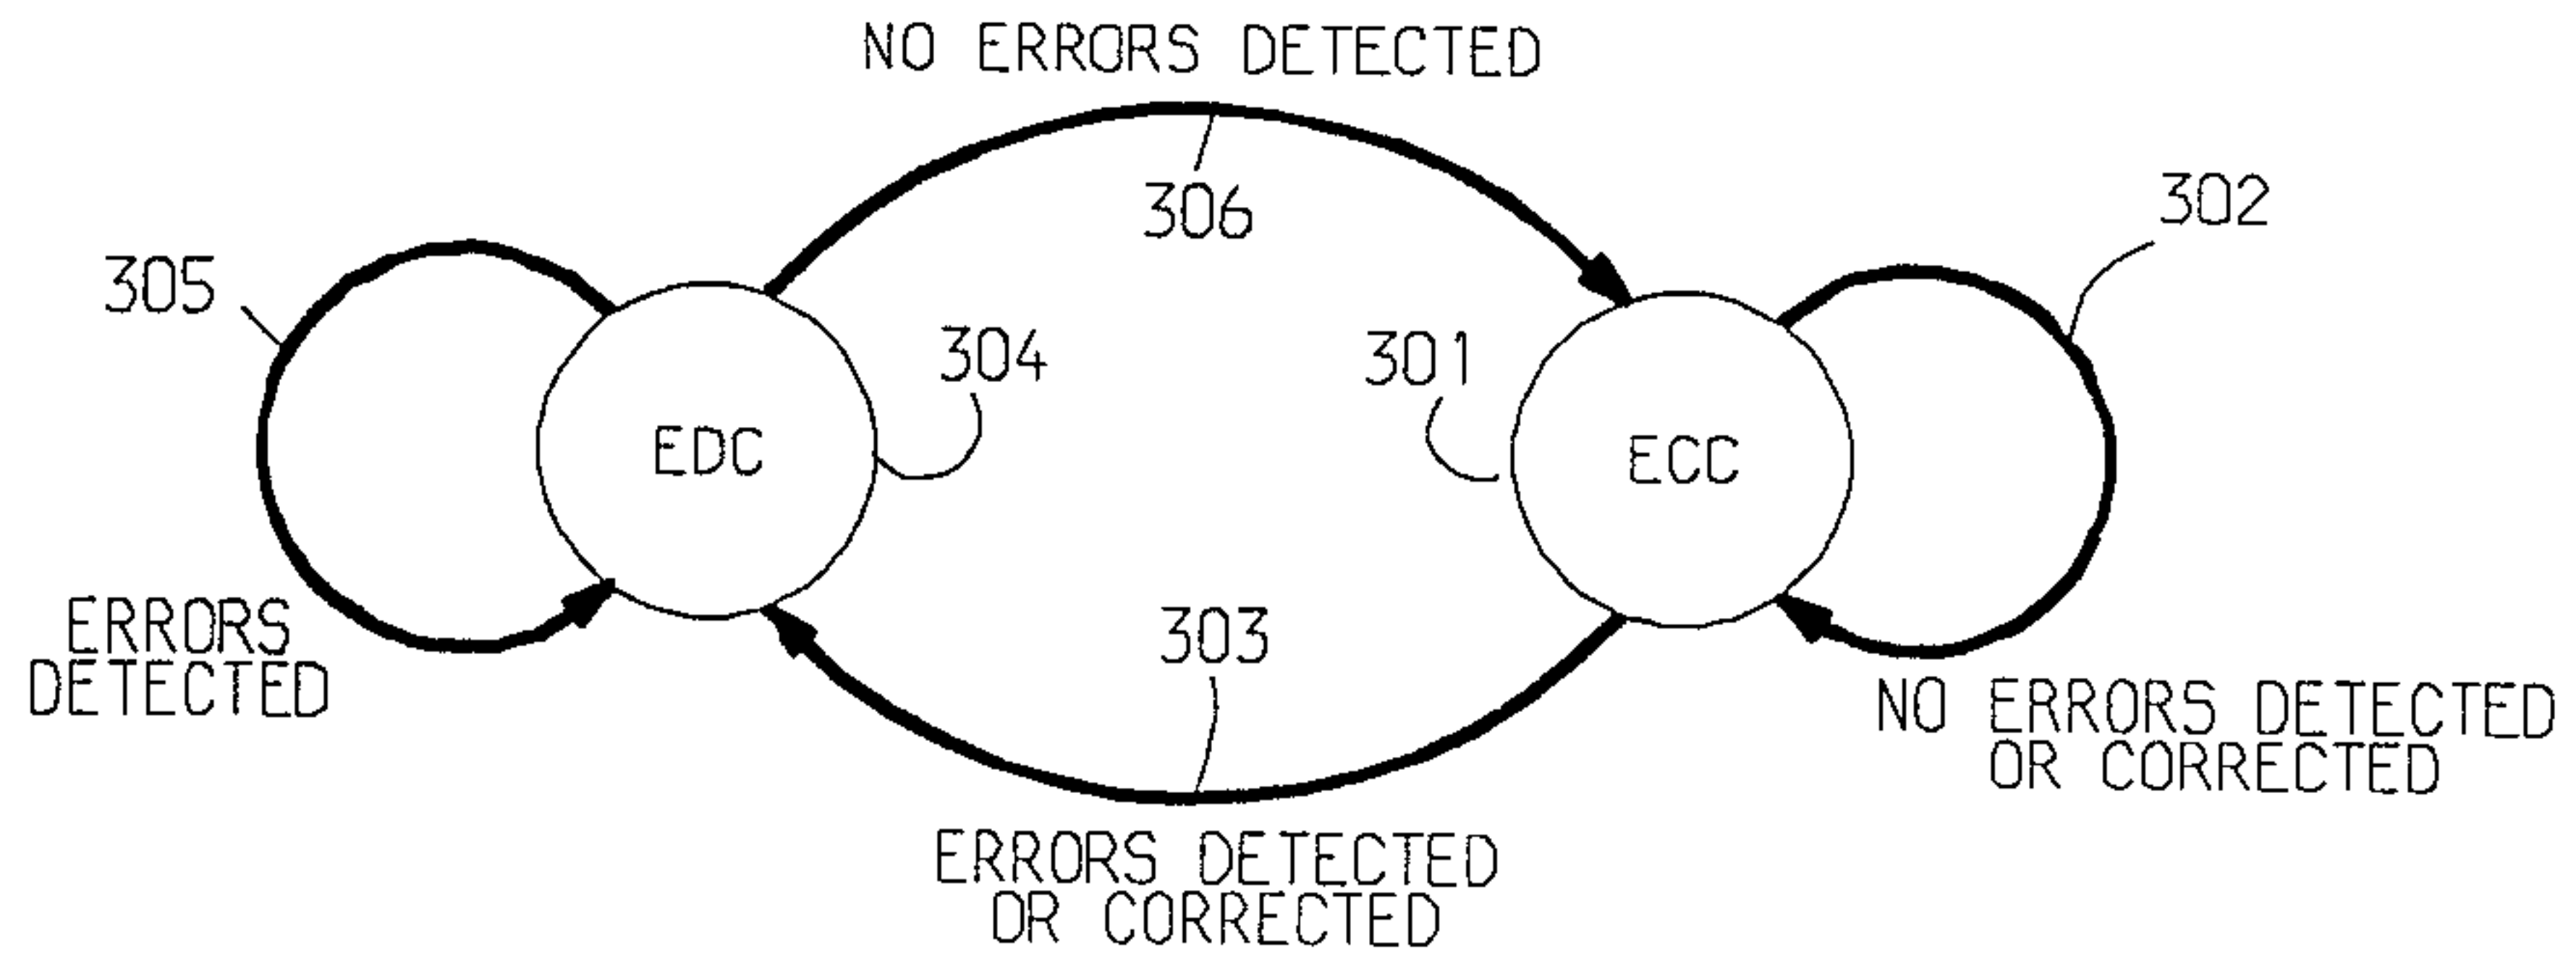 NO ERRORS DETECTED
306
302
305
304
301
EDC
ECC
303
ERRORS
DETECTED
NO ERRORS DETECTED
OR CORRECTED
ERRORS DETECTED
OR CORRECTED